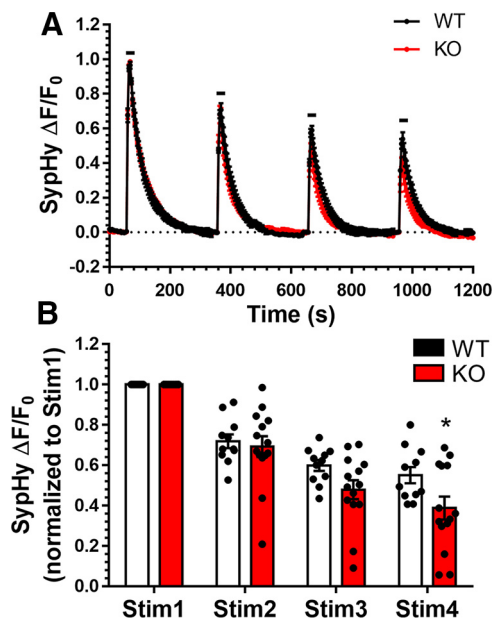 A
WT
KO
SypHy ΔF/F0
1.2
1.0
0.8
0.6
0.4
0.2
0.0
-0.2
0 200 400 600 800 1000 1200
Time (s)
B
WT
KO
SypHy ΔF/F0
(normalized to Stim1)
1.2
1.0
0.8
0.6
0.4
0.2
0.0
*
Stim1 Stim2 Stim3 Stim4